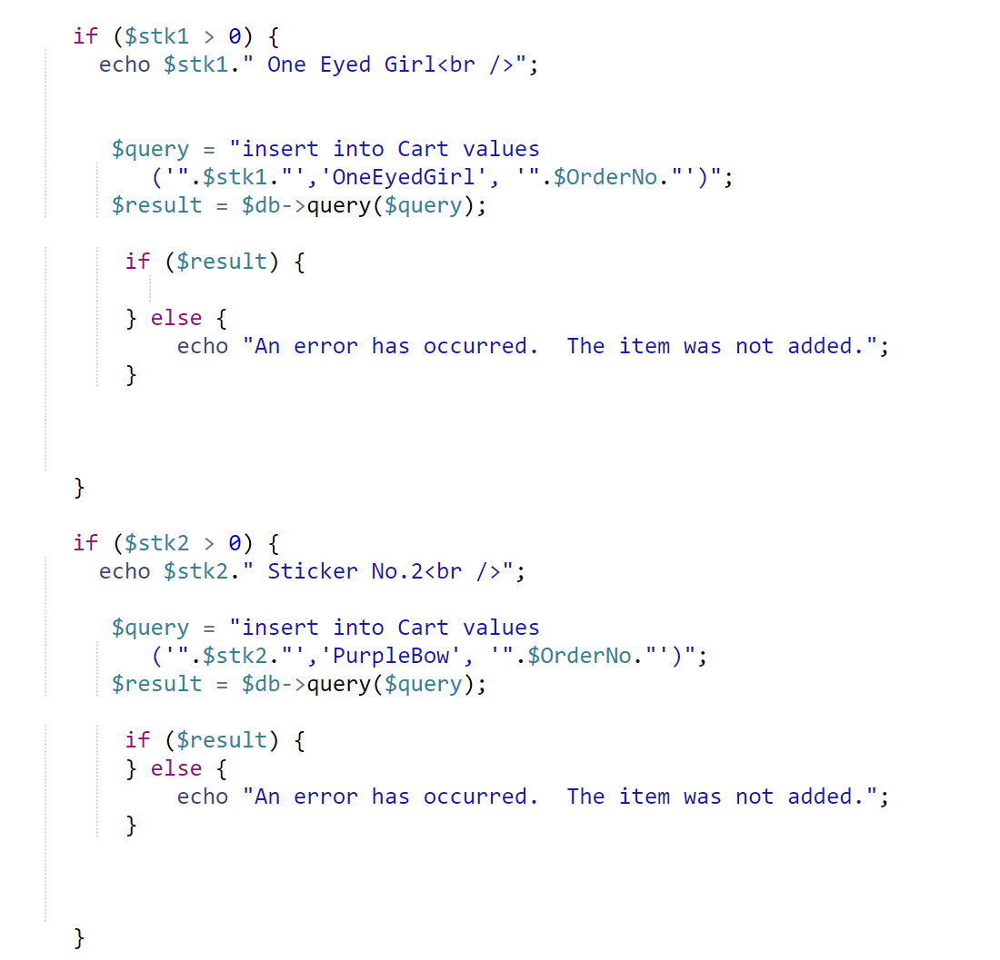 if ($stk1 > 0) {
echo $stk1." One Eyed Girl<br />";
$query = "insert into Cart values
('".$stk1."','OneEyedGirl', '".$OrderNo."')";
$result = $db->query($query);
if ($result) {
} else {
echo "An error has occurred.  The item was not added.";
}
}
if ($stk2 > 0) {
echo $stk2." Sticker No.2<br />";
$query = "insert into Cart values
('".$stk2."','PurpleBow', '".$OrderNo."')";
$result = $db->query($query);
if ($result) {
} else {
echo "An error has occurred.  The item was not added.";
}
}